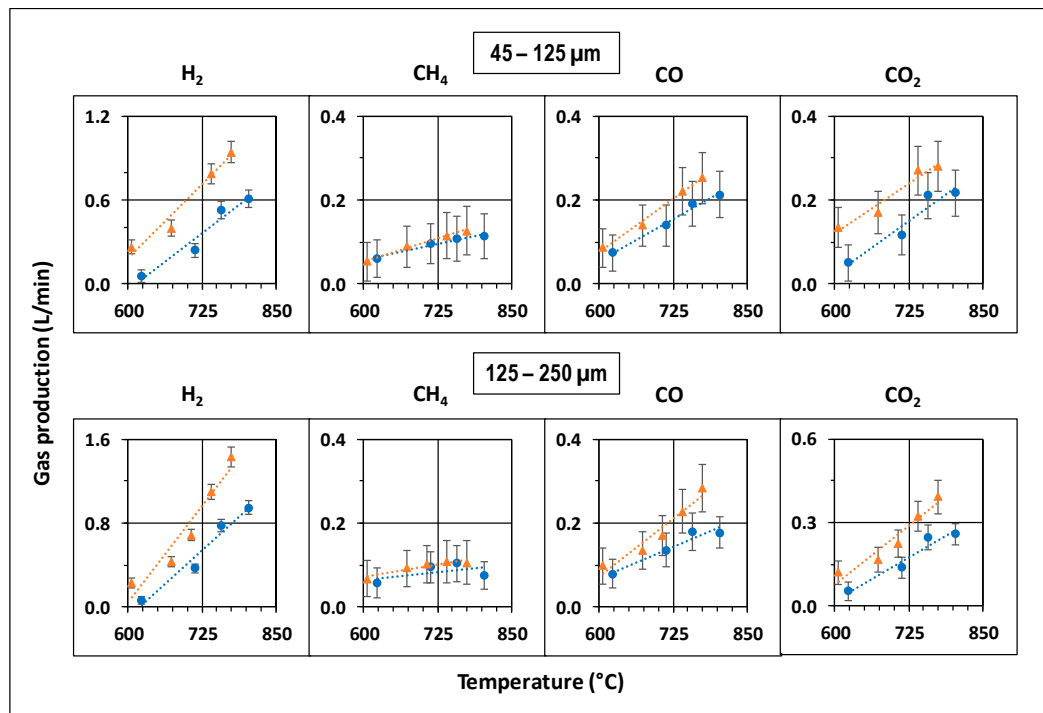 45 – 125 µm
H2 CH4 CO CO2
1.2 0.4 0.4 0.4
0.6 0.2 0.2 0.2
0.0 0.0 0.0 0.0
600 725 850 600 725 850 600 725 850 600 725 850
Gas production (L/min)
125 – 250 µm
H2 CH4 CO CO2
1.6 0.4 0.4 0.6
0.8 0.2 0.2 0.3
0.0 0.0 0.0 0.0
600 725 850 600 725 850 600 725 850 600 725 850
Temperature (°C)